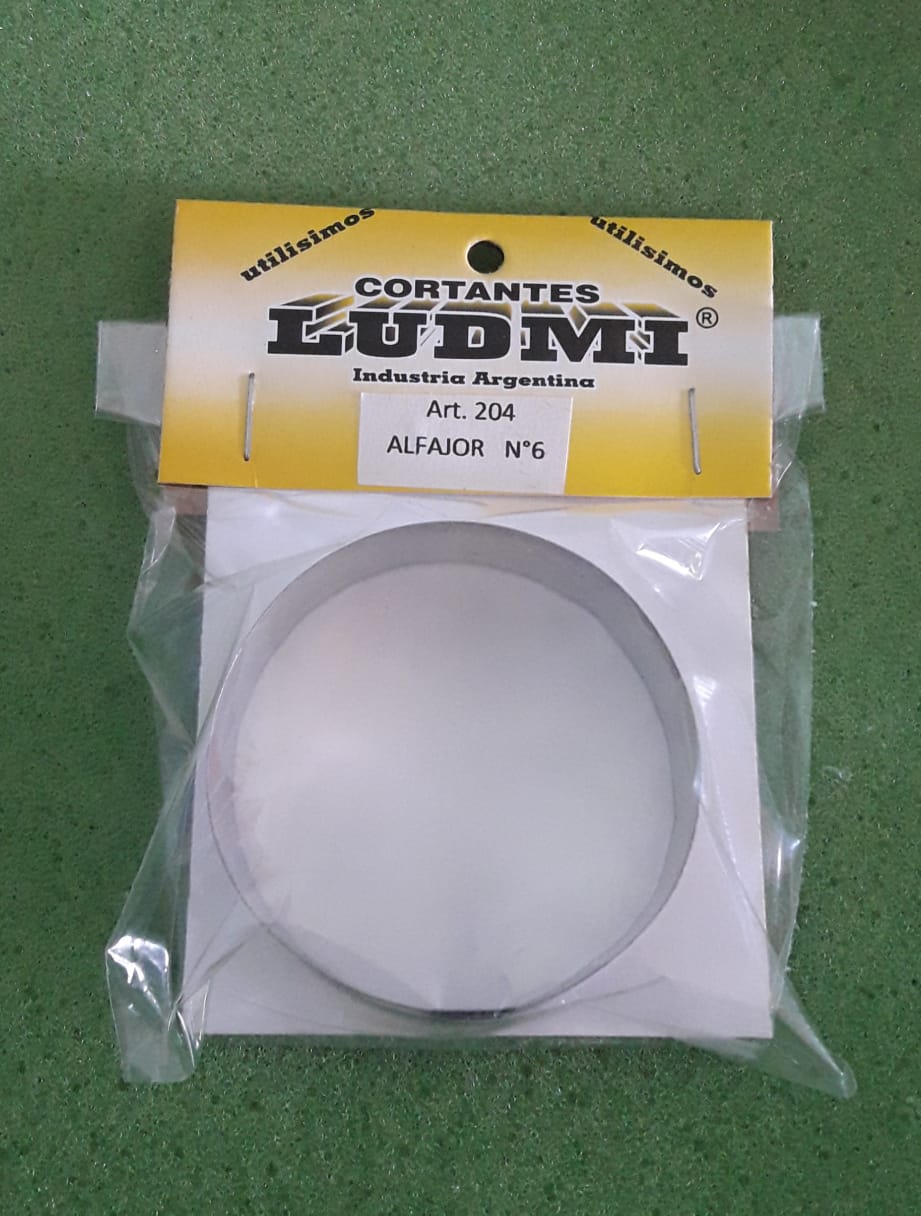 utilisimos
utilisimos
CORTANTES
LUDMI®
Industria Argentina
Art. 204
ALFAJOR N°6